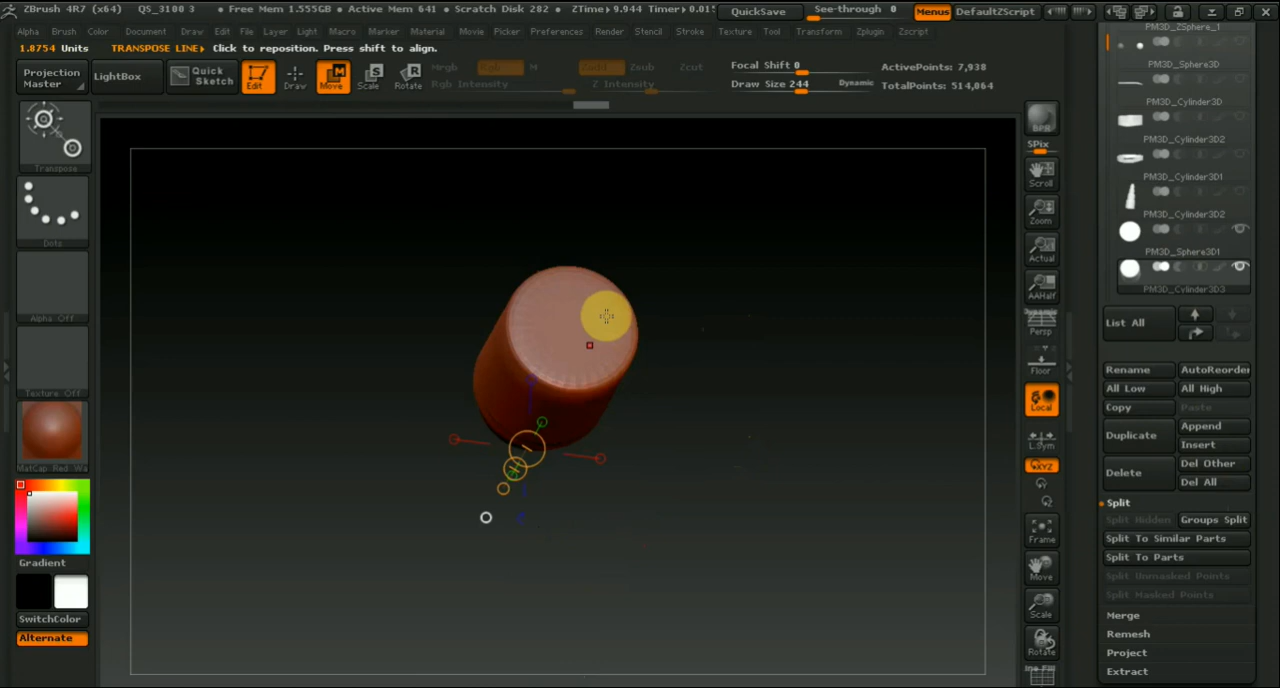 ZBrush 4R7 (x64) QS_3100 3 • Free Mem 1.555GB • Active Mem 641 • Scratch Disk 282 • ZTime▸9.944 Timer▸0.01 QuickSave See-through 0 Menus DefaultZScript
Alpha Brush Color Document Draw Edit File Layer Light Macro Marker Material Movie Picker Preferences Render Stencil Stroke Texture Tool Transform Zplugin Zscript
1.8754 Units TRANSPOSE LINE▸ Click to reposition. Press shift to align.
Projection Master
LightBox
Quick Sketch
Edit
Draw
Move
Scale
Rotate
Mrgb Rgb M
Rgb Intensity
Zadd Zsub Zcut
Z Intensity
Focal Shift 0
Draw Size 244 Dynamic
ActivePoints: 7,938
TotalPoints: 514,064
Transpose
Dots
Alpha Off
Texture Off
MatCap Red Wa
Gradient
SwitchColor
Alternate
BPR
SPix
Scroll
Zoom
Actual
AAHalf
Dynamic
Persp
Floor
Local
L.Sym
XYZ
Frame
Move
Scale
Rotate
PM3D_ZSphere_1
PM3D_Sphere3D
PM3D_Cylinder3D
PM3D_Cylinder3D2
PM3D_Cylinder3D1
PM3D_Cylinder3D2
PM3D_Sphere3D1
PM3D_Cylinder3D3
List All
Rename AutoReorder
All Low All High
Copy Paste
Duplicate Append
Insert
Delete Del Other
Del All
Split
Split Hidden Groups Split
Split To Similar Parts
Split To Parts
Split Unmasked Points
Split Masked Points
Merge
Remesh
Project
Extract